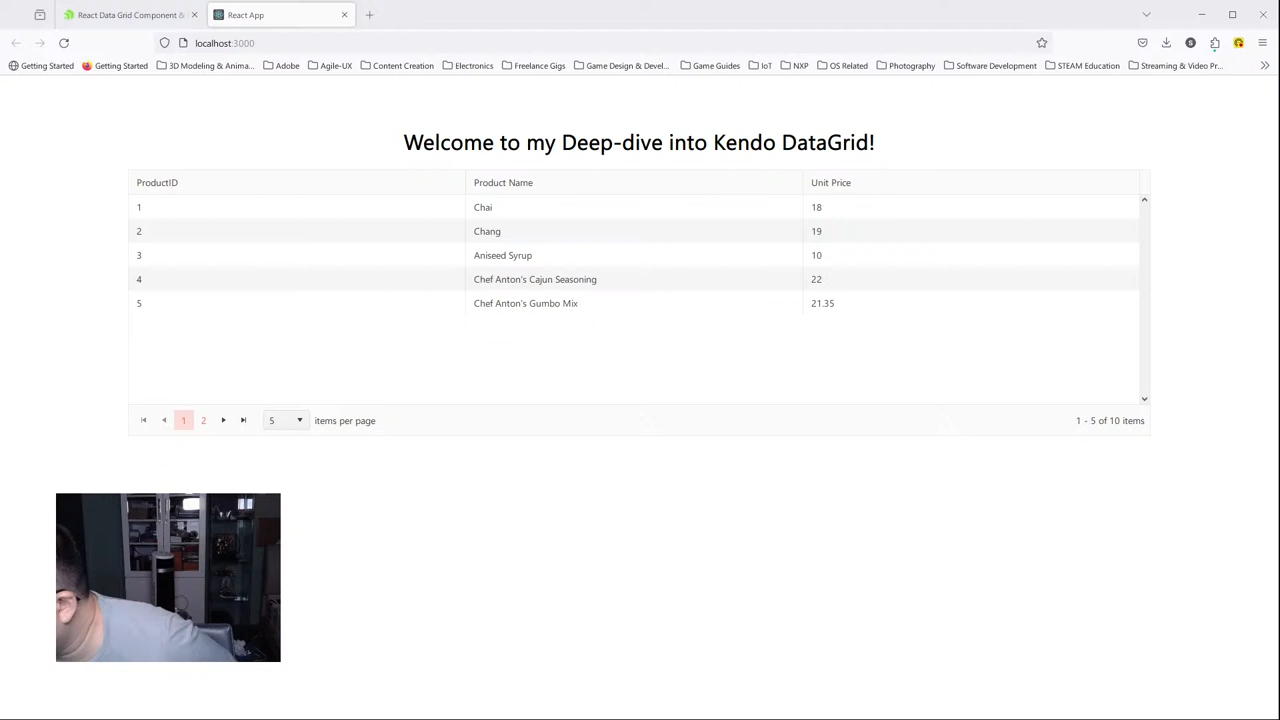 React Data Grid Component &
React App
localhost:3000
Getting Started
Getting Started
3D Modeling & Anima...
Adobe
Agile-UX
Content Creation
Electronics
Freelance Gigs
Game Design & Devel...
Game Guides
IoT
NXP
OS Related
Photography
Software Development
STEAM Education
Streaming & Video Pr...
Welcome to my Deep-dive into Kendo DataGrid!
ProductID Product Name Unit Price
1 Chai 18
2 Chang 19
3 Aniseed Syrup 10
4 Chef Anton's Cajun Seasoning 22
5 Chef Anton's Gumbo Mix 21.35
1 2 5 items per page 1 - 5 of 10 items